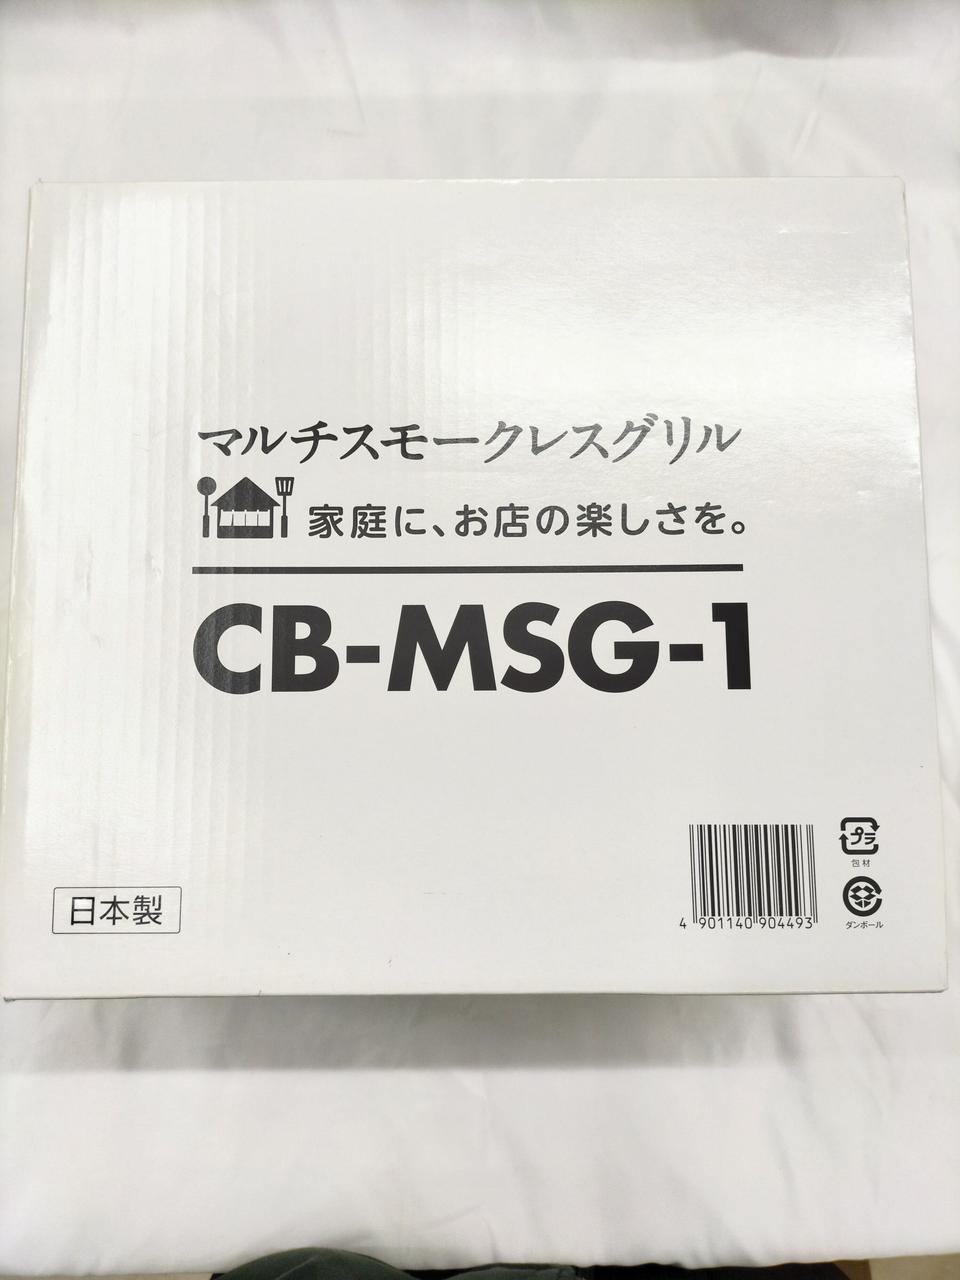 マルチスモークレスグリル
家庭に、お店の楽しさを。
CB-MSG-1
日本製
4 901140 904493
プラ
包材
ダンボール